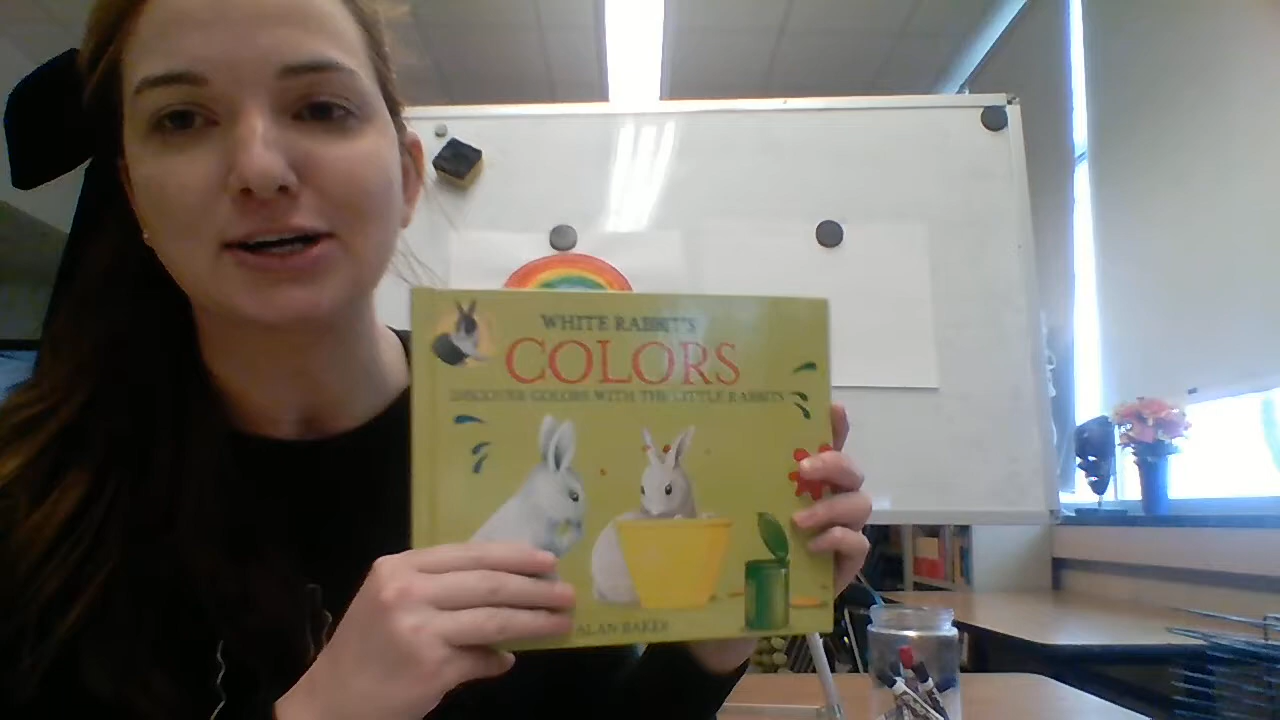 WHITE RABBIT'S
COLORS
DISCOVER COLORS WITH THE LITTLE RABBITS
ALAN BAKER